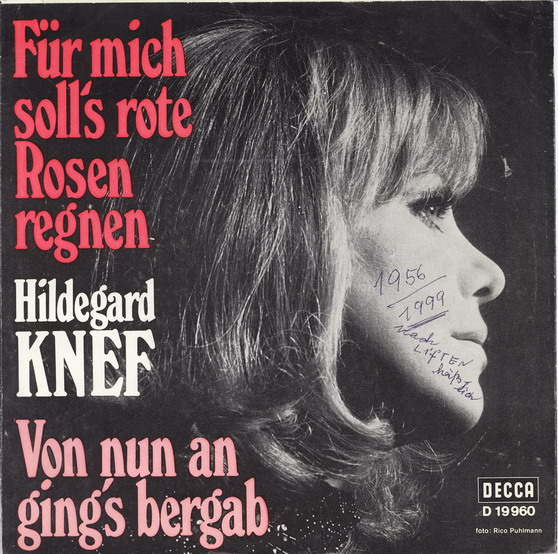 Für mich
soll's rote
Rosen
regnen
Hildegard
KNEF
Von nun an
ging's bergab
1956
1999
Nach
LIFTEN
häßlich
DECCA
D 19960
foto: Rico Puhlmann